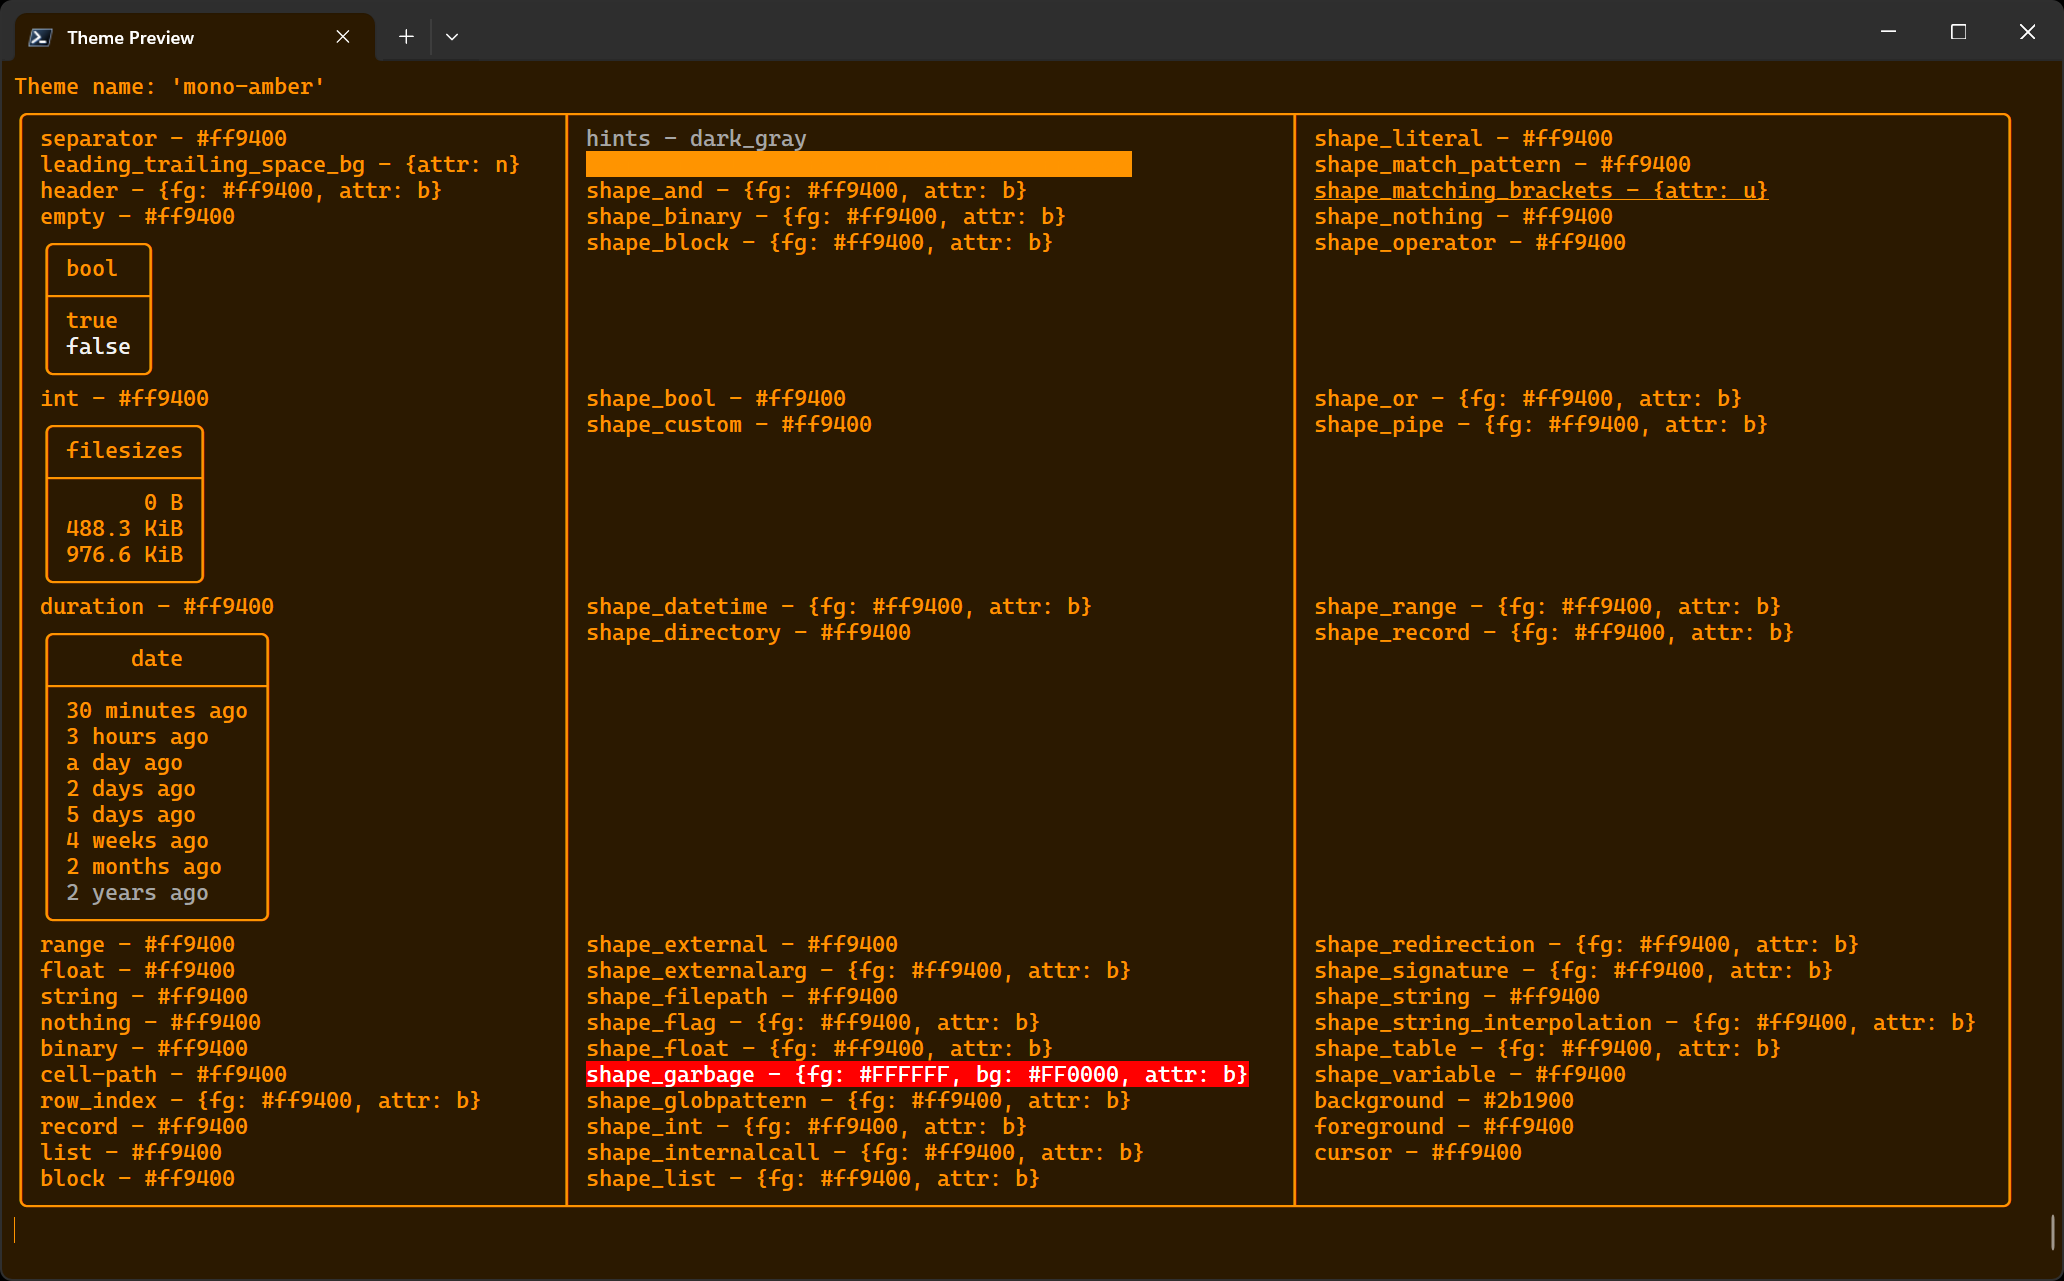 Theme Preview
Theme name: 'mono-amber'
separator - #ff9400
leading_trailing_space_bg - {attr: n}
header - {fg: #ff9400, attr: b}
empty - #ff9400
bool
true
false
int - #ff9400
filesizes
0 B
488.3 KiB
976.6 KiB
duration - #ff9400
date
30 minutes ago
3 hours ago
a day ago
2 days ago
5 days ago
4 weeks ago
2 months ago
2 years ago
range - #ff9400
float - #ff9400
string - #ff9400
nothing - #ff9400
binary - #ff9400
cell-path - #ff9400
row_index - {fg: #ff9400, attr: b}
record - #ff9400
list - #ff9400
block - #ff9400
hints - dark_gray
shape_and - {fg: #ff9400, attr: b}
shape_binary - {fg: #ff9400, attr: b}
shape_block - {fg: #ff9400, attr: b}
shape_bool - #ff9400
shape_custom - #ff9400
shape_datetime - {fg: #ff9400, attr: b}
shape_directory - #ff9400
shape_external - #ff9400
shape_externalarg - {fg: #ff9400, attr: b}
shape_filepath - #ff9400
shape_flag - {fg: #ff9400, attr: b}
shape_float - {fg: #ff9400, attr: b}
shape_garbage - {fg: #FFFFFF, bg: #FF0000, attr: b}
shape_globpattern - {fg: #ff9400, attr: b}
shape_int - {fg: #ff9400, attr: b}
shape_internalcall - {fg: #ff9400, attr: b}
shape_list - {fg: #ff9400, attr: b}
shape_literal - #ff9400
shape_match_pattern - #ff9400
shape_matching_brackets - {attr: u}
shape_nothing - #ff9400
shape_operator - #ff9400
shape_or - {fg: #ff9400, attr: b}
shape_pipe - {fg: #ff9400, attr: b}
shape_range - {fg: #ff9400, attr: b}
shape_record - {fg: #ff9400, attr: b}
shape_redirection - {fg: #ff9400, attr: b}
shape_signature - {fg: #ff9400, attr: b}
shape_string - #ff9400
shape_string_interpolation - {fg: #ff9400, attr: b}
shape_table - {fg: #ff9400, attr: b}
shape_variable - #ff9400
background - #2b1900
foreground - #ff9400
cursor - #ff9400